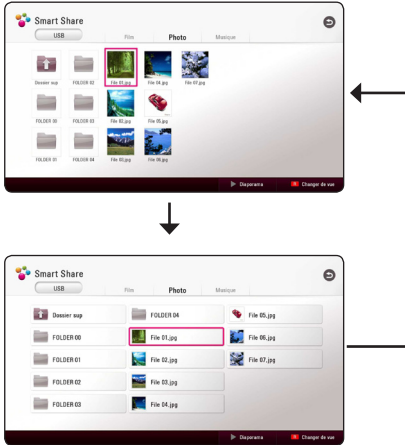 Smart Share
USB
Film Photo Musique
Dossier sup FOLDER 02 File 01.jpg File 04.jpg File 07.jpg
FOLDER 00 FOLDER 03 File 02.jpg File 05.jpg
FOLDER 01 FOLDER 04 File 03.jpg File 06.jpg
Diaporama Changer de vue
Smart Share
USB
Film Photo Musique
Dossier sup FOLDER 04 File 05.jpg
FOLDER 00 File 01.jpg File 06.jpg
FOLDER 01 File 02.jpg File 07.jpg
FOLDER 02 File 03.jpg
FOLDER 03 File 04.jpg
Diaporama Changer de vue